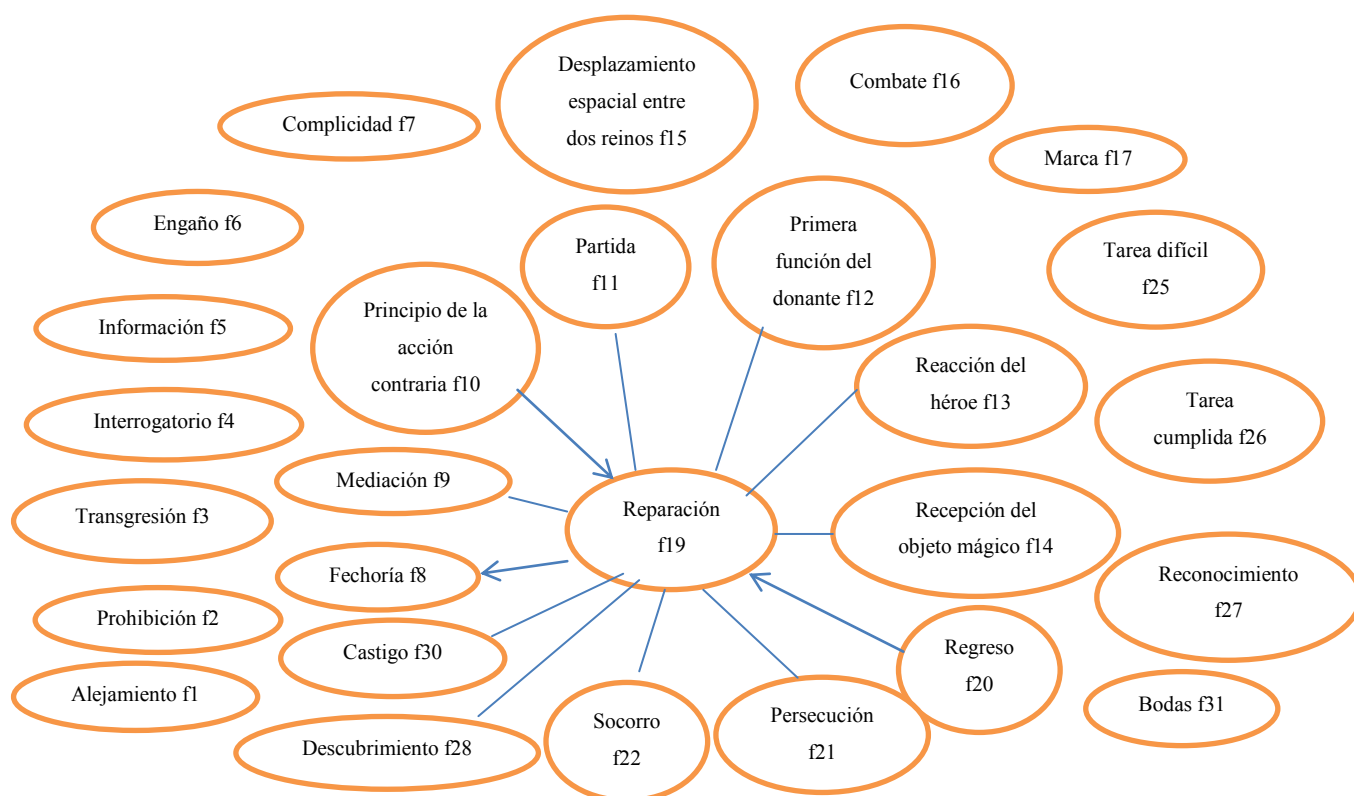 Desplazamiento
espacial entre
dos reinos f15
Combate f16
Complicidad f7
Marca f17
Engaño f6
Partida
f11
Primera
función del
donante f12
Tarea difícil
f25
Información f5
Principio de la
acción
contraria f10
Reacción del
héroe f13
Interrogatorio f4
Tarea
cumplida f26
Mediación f9
Transgresión f3
Reparación
f19
Recepción del
objeto mágico f14
Fechoría f8
Reconocimiento
f27
Prohibición f2
Castigo f30
Regreso
f20
Alejamiento f1
Bodas f31
Descubrimiento f28
Socorro
f22
Persecución
f21